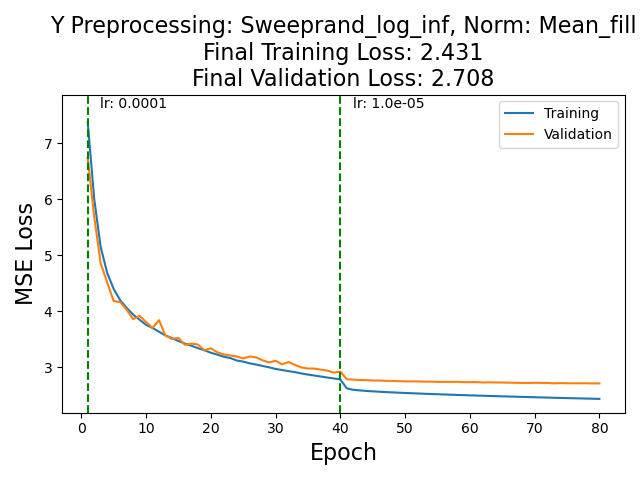 Y Preprocessing: Sweeprand_log_inf, Norm: Mean_fill
Final Training Loss: 2.431
Final Validation Loss: 2.708
lr: 0.0001
lr: 1.0e-05
Training
Validation
MSE Loss
7
6
5
4
3
0 10 20 30 40 50 60 70 80
Epoch